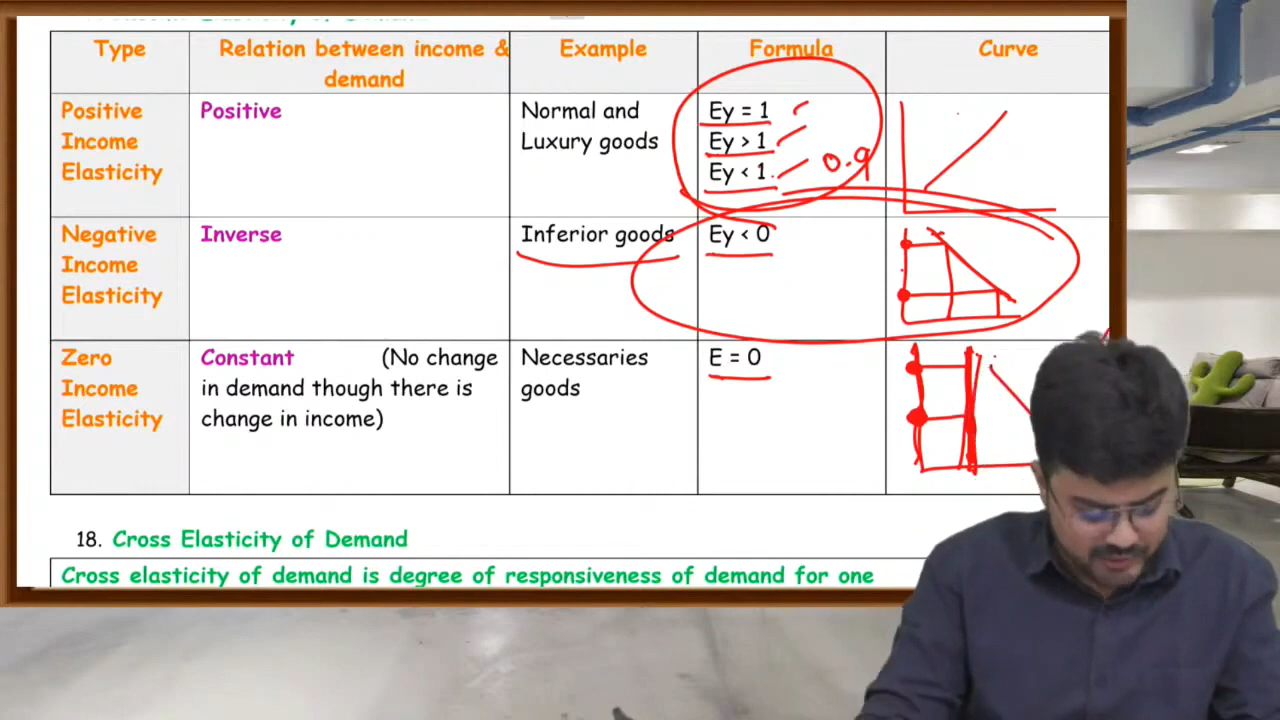 Type
Relation between income &
demand
Example
Formula
Curve
Positive
Income
Elasticity
Positive
Normal and
Luxury goods
Ey = 1
Ey > 1
Ey < 1
0.9
Negative
Income
Elasticity
Inverse
Inferior goods
Ey < 0
Zero
Income
Elasticity
Constant (No change
in demand though there is
change in income)
Necessaries
goods
E = 0
18. Cross Elasticity of Demand
Cross elasticity of demand is degree of responsiveness of demand for one